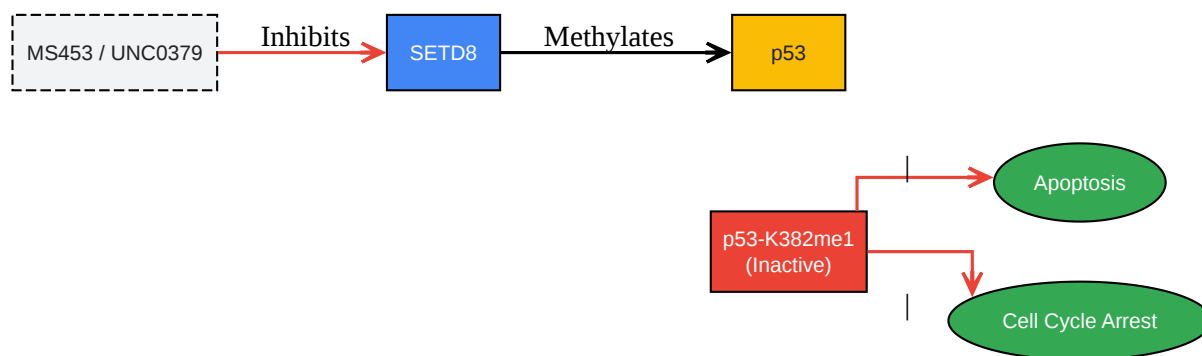 MS453 / UNC0379
Inhibits
SETD8
Methylates
p53
|
Apoptosis
p53-K382me1
(Inactive)
|
Cell Cycle Arrest